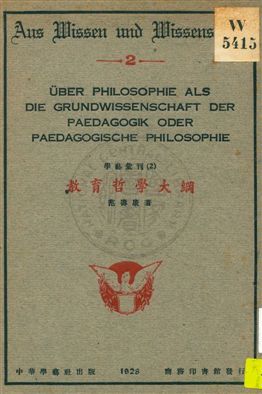 Aus Wissen und Wissens
W
5415
2
ÜBER PHILOSOPHIE ALS
DIE GRUNDWISSENSCHAFT DER
PAEDAGOGIK ODER
PAEDAGOGISCHE PHILOSOPHIE
學藝彙刊(2)
教育哲學大綱
范壽康著
中華學藝社出版 1928 商務印書館發行